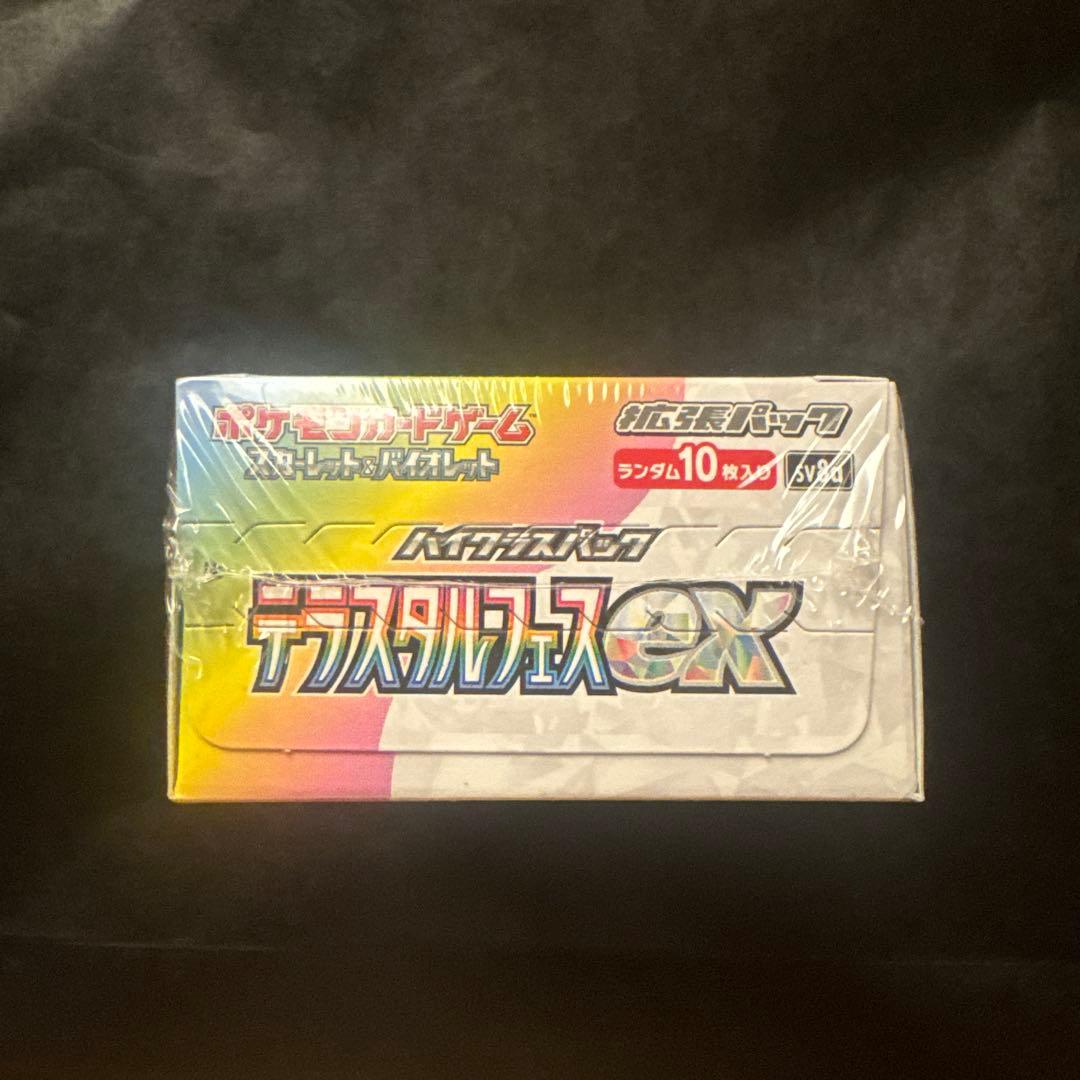 ポケモンカードゲーム™
スカーレット&バイオレット
拡張パック
ランダム10枚入り
sv8a
ハイクラスパック
テラスタルフェスex